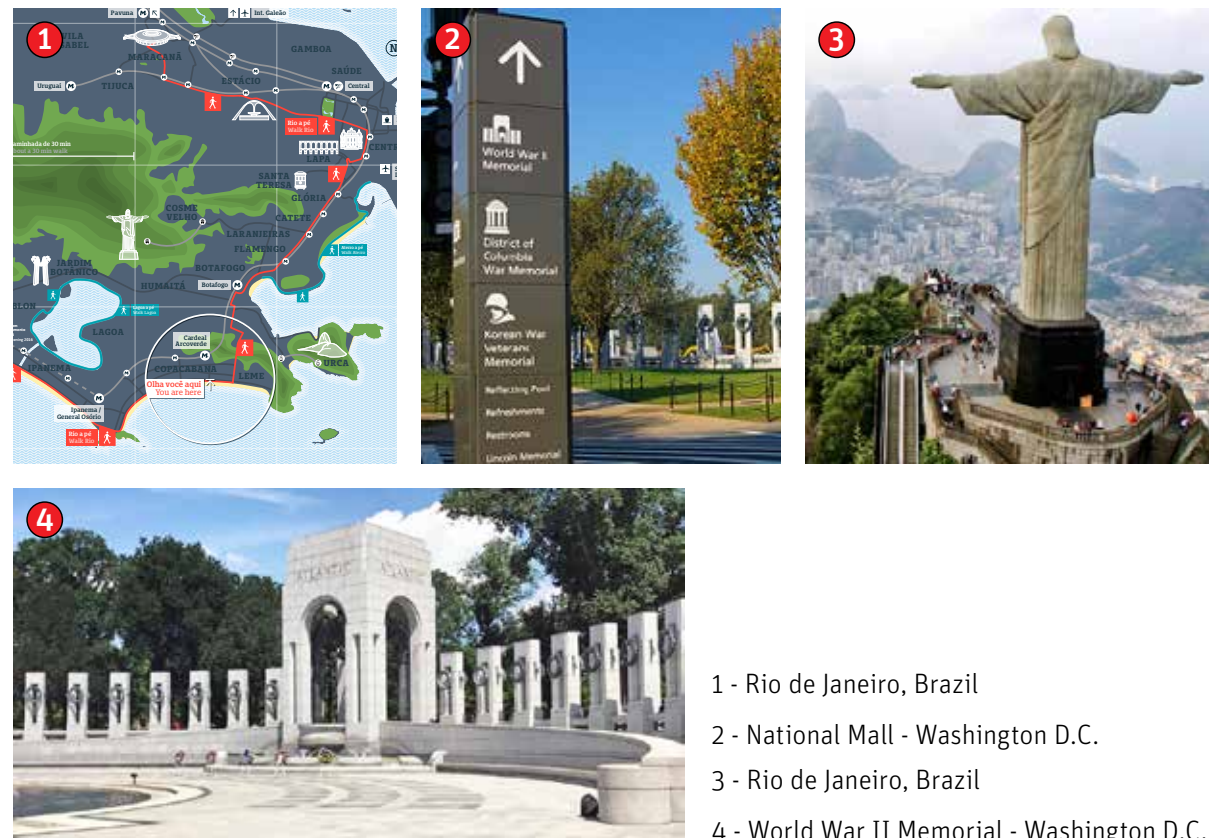 1
Pavuna
Int. Galeão
GAMBOA
MARACANÃ
SAÚDE
Uruguai
TIJUCA
ESTÁCIO
Central
Rio a pé
Walk Rio
LAPA
SANTA
TERESA
GLÓRIA
COSME
VELHO
CATETE
LARANJEIRAS
FLAMENGO
JARDIM
BOTÂNICO
BOTAFOGO
HUMAITÁ
Botafogo
LAGOA
Cardeal
Arcoverde
URCA
COPACABANA
LEME
IPANEMA
Olha você aqui
You are here
Ipanema /
General Osório
Rio a pé
Walk Rio
2
World War II
Memorial
District of
Columbia
War Memorial
Korean War
Veterans
Memorial
Reflecting Pool
Refreshments
Restrooms
Lincoln Memorial
3
4
ATLANTIC
1 - Rio de Janeiro, Brazil
2 - National Mall - Washington D.C.
3 - Rio de Janeiro, Brazil
4 - World War II Memorial - Washington D.C.